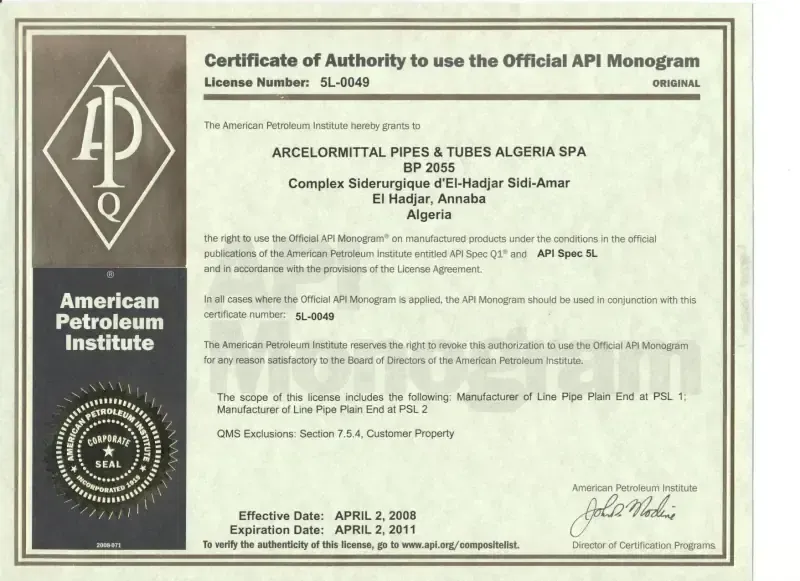 Certificate of Authority to use the Official API Monogram
License Number: 5L-0049
ORIGINAL
The American Petroleum Institute hereby grants to
ARCELORMITTAL PIPES & TUBES ALGERIA SPA
BP 2055
Complex Siderurgique d'El-Hadjar Sidi-Amar
El Hadjar, Annaba
Algeria
the right to use the Official API Monogram® on manufactured products under the conditions in the official
publications of the American Petroleum Institute entitled API Spec Q1® and API Spec 5L
and in accordance with the provisions of the License Agreement.
In all cases where the Official API Monogram is applied, the API Monogram should be used in conjunction with this
certificate number: 5L-0049
The American Petroleum Institute reserves the right to revoke this authorization to use the Official API Monogram
for any reason satisfactory to the Board of Directors of the American Petroleum Institute.
The scope of this license includes the following: Manufacturer of Line Pipe Plain End at PSL 1;
Manufacturer of Line Pipe Plain End at PSL 2
QMS Exclusions: Section 7.5.4, Customer Property
American Petroleum Institute
Effective Date: APRIL 2, 2008
Expiration Date: APRIL 2, 2011
To verify the authenticity of this license, go to www.api.org/compositelist.
Director of Certification Programs
API
Q
®
American
Petroleum
Institute
AMERICAN PETROLEUM INSTITUTE
CORPORATE
SEAL
INCORPORATED 1919
2008-071
API
Monogram